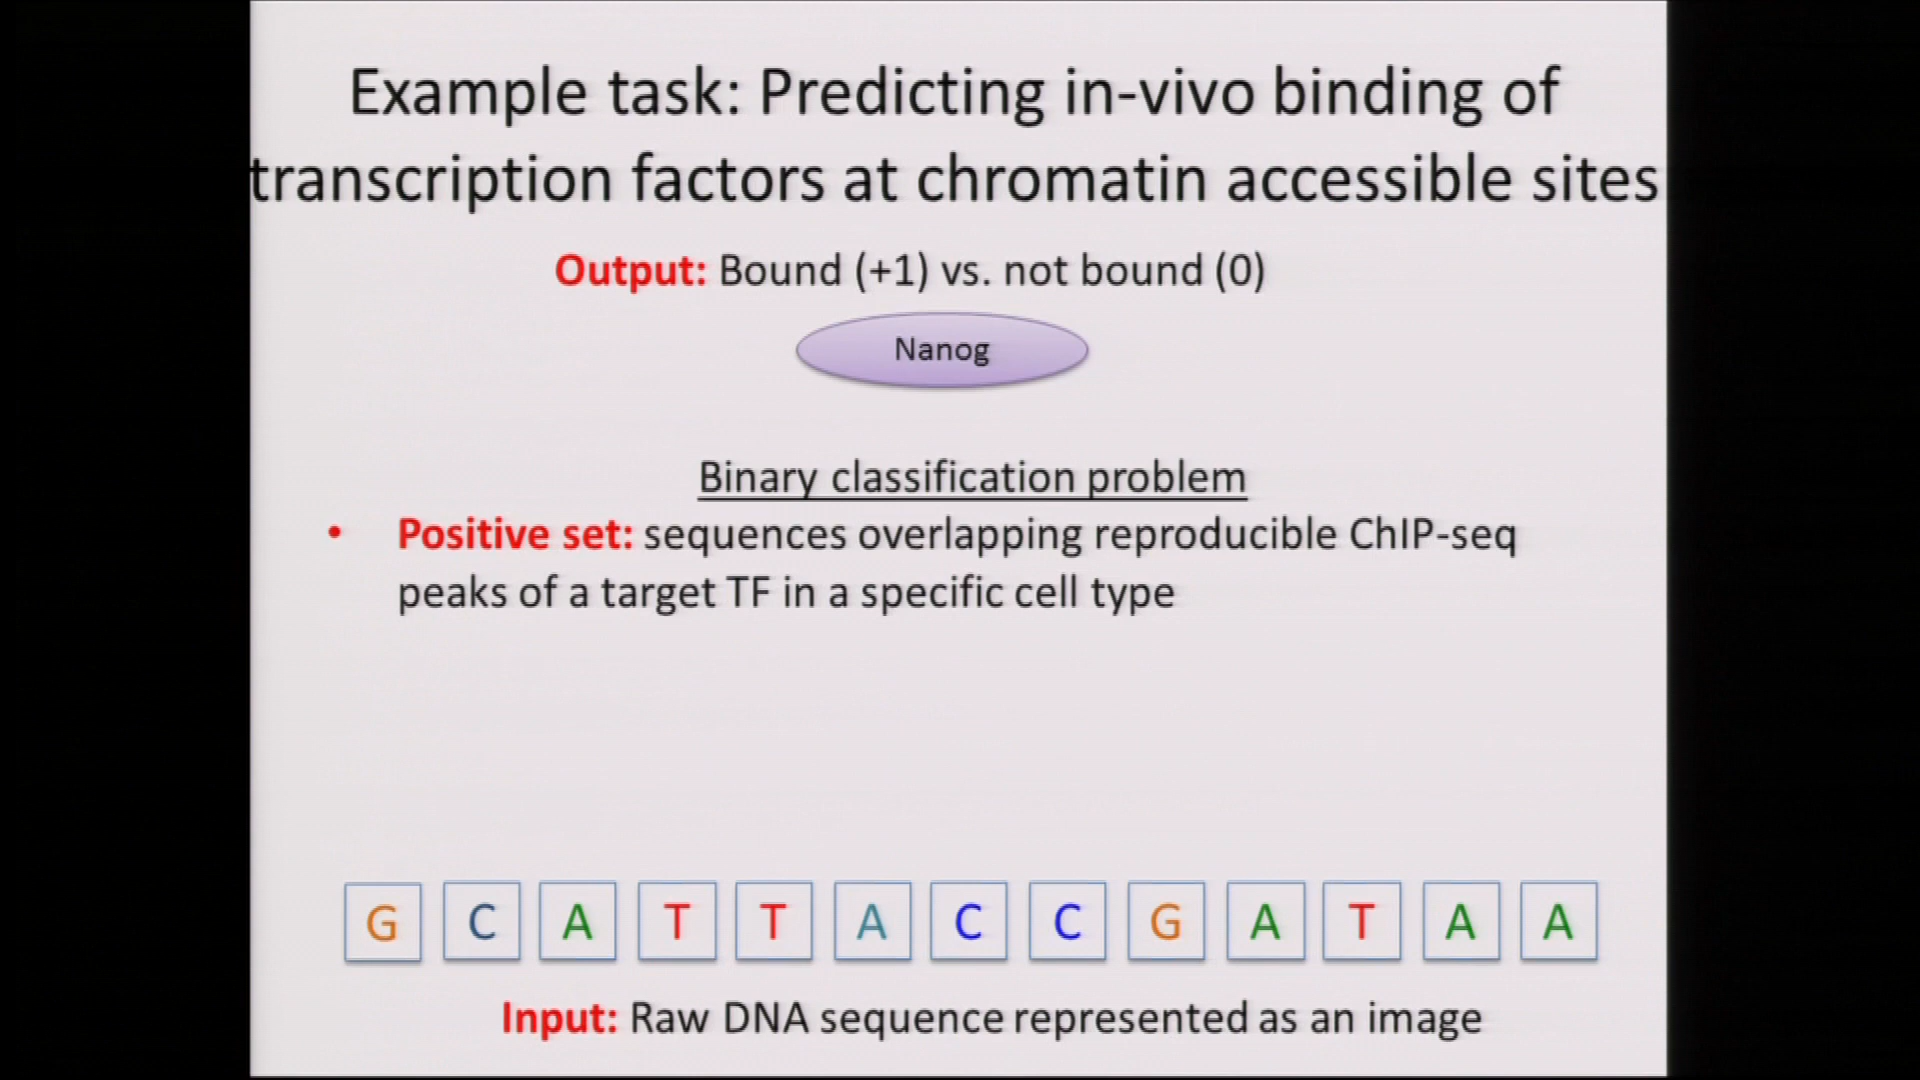 Example task: Predicting in-vivo binding of
transcription factors at chromatin accessible sites
Output: Bound (+1) vs. not bound (0)
Nanog
Binary classification problem
• Positive set: sequences overlapping reproducible ChIP-seq
peaks of a target TF in a specific cell type
G C A T T A C C G A T A A
Input: Raw DNA sequence represented as an image